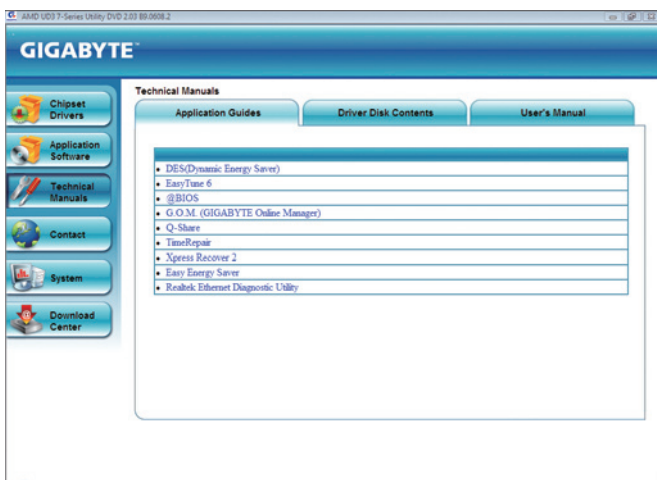 AMD UD3 7-Series Utility DVD 2.03 B9.0608.2
GIGABYTE™
Technical Manuals
Application Guides
Driver Disk Contents
User's Manual
Chipset
Drivers
Application
Software
Technical
Manuals
Contact
System
Download
Center
DES(Dynamic Energy Saver)
EasyTune 6
@BIOS
G.O.M. (GIGABYTE Online Manager)
Q-Share
TimeRepair
Xpress Recover 2
Easy Energy Saver
Realtek Ethernet Diagnostic Utility